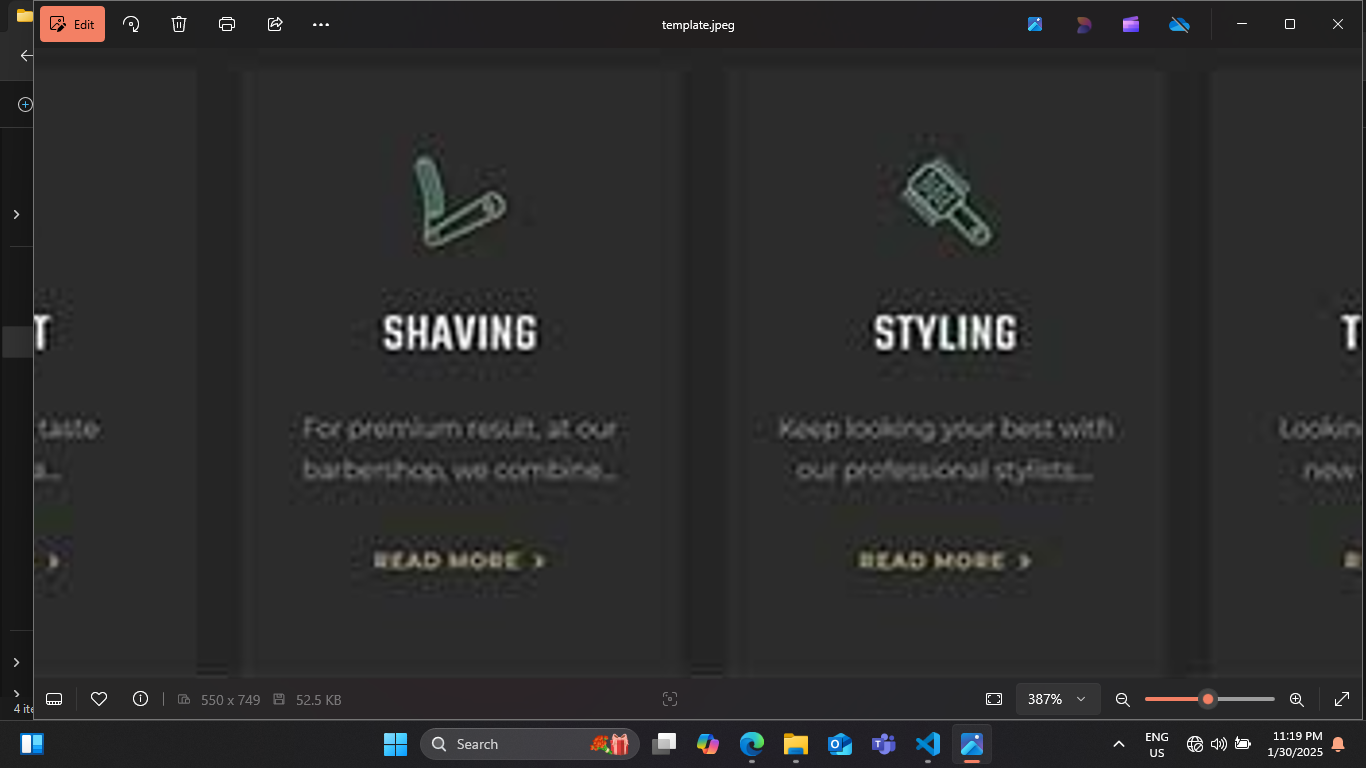 Edit
template.jpeg
T
SHAVING
STYLING
T
taste
For premium result, at our
Keep looking your best with
Lookin
a...
barbershop, we combine...
our professional stylists...
new
READ MORE
READ MORE
R
4 ite
550 x 749
52.5 KB
387%
Search
ENG
US
11:19 PM
1/30/2025